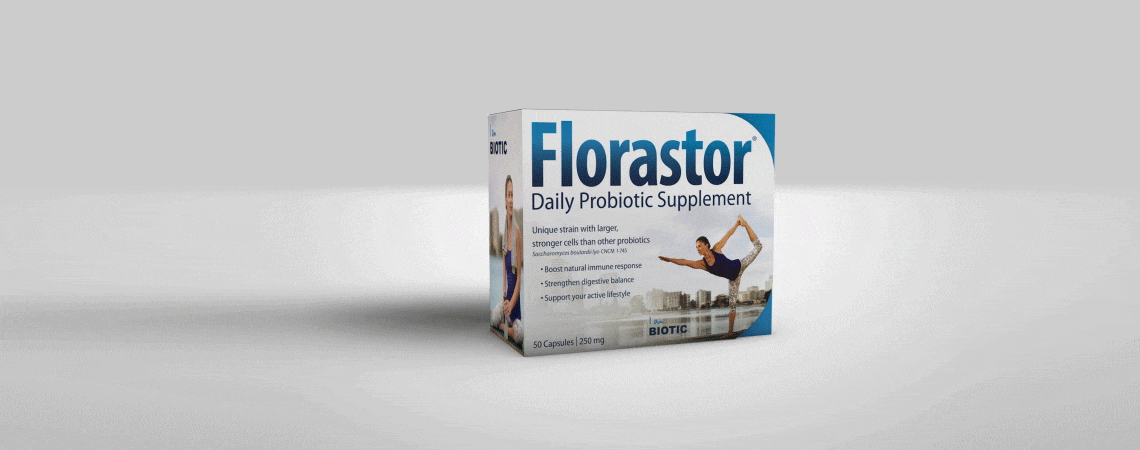 Florastor®
Daily Probiotic Supplement
Unique strain with larger,
stronger cells than other probiotics
Saccharomyces boulardii lyo CNCM I-745
• Boost natural immune response
• Strengthen digestive balance
• Support your active lifestyle
BIOTIC
50 Capsules | 250 mg
BIOTIC